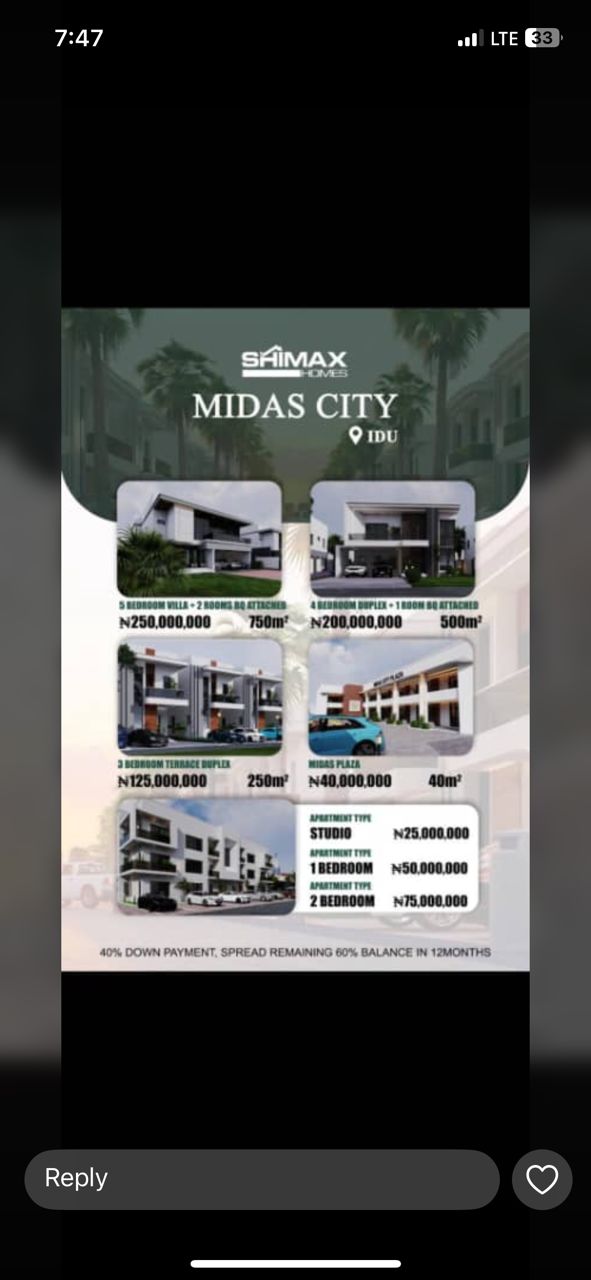 7:47
LTE 33
SHIMAX
HOMES
MIDAS CITY
IDU
5 BEDROOM VILLA + 2 ROOMS BQ ATTACHED
₦250,000,000 750m²
4 BEDROOM DUPLEX + 1 ROOM BQ ATTACHED
₦200,000,000 500m²
3 BEDROOM TERRACE DUPLEX
₦125,000,000 250m²
MIDAS CITY PLAZA
MIDAS PLAZA
₦40,000,000 40m²
APARTMENT TYPE
STUDIO ₦25,000,000
APARTMENT TYPE
1 BEDROOM ₦50,000,000
APARTMENT TYPE
2 BEDROOM ₦75,000,000
40% DOWN PAYMENT, SPREAD REMAINING 60% BALANCE IN 12MONTHS
Reply